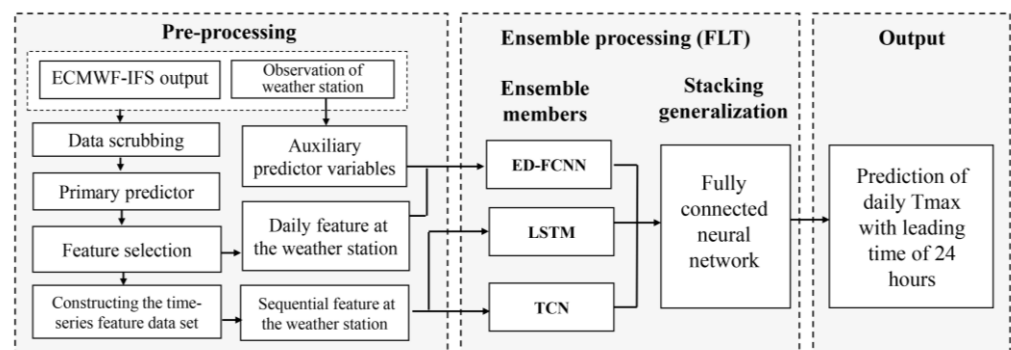 Pre-processing
ECMWF-IFS output
Observation of
weather station
Data scrubbing
Auxiliary
predictor variables
Primary predictor
Feature selection
Daily feature at
the weather station
Constructing the time-
series feature data set
Sequential feature at
the weather station
Ensemble processing (FLT)
Ensemble
members
Stacking
generalization
ED-FCNN
LSTM
TCN
Fully
connected
neural
network
Output
Prediction of
daily Tmax
with leading
time of 24
hours